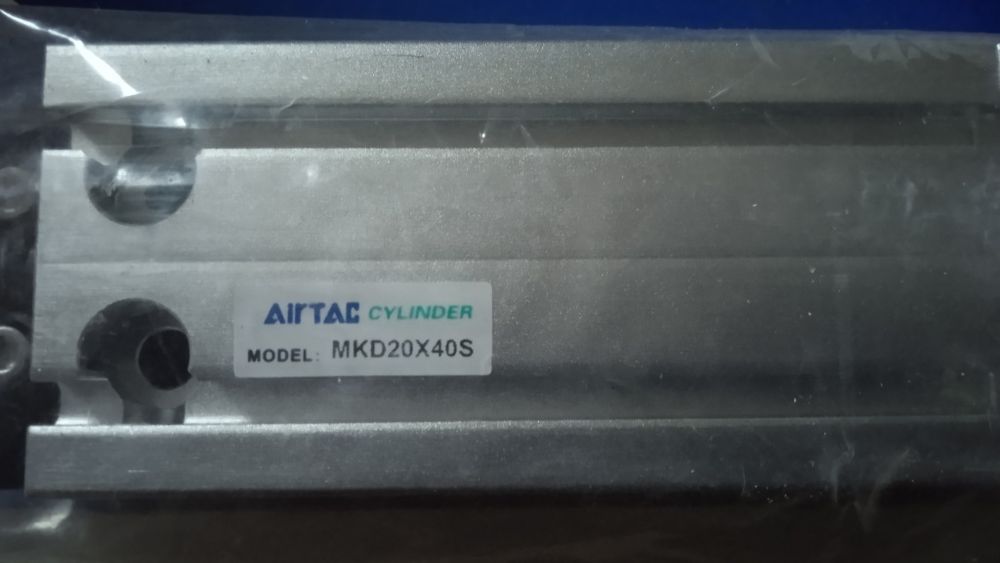 AirTAC CYLINDER
MODEL: MKD20X40S